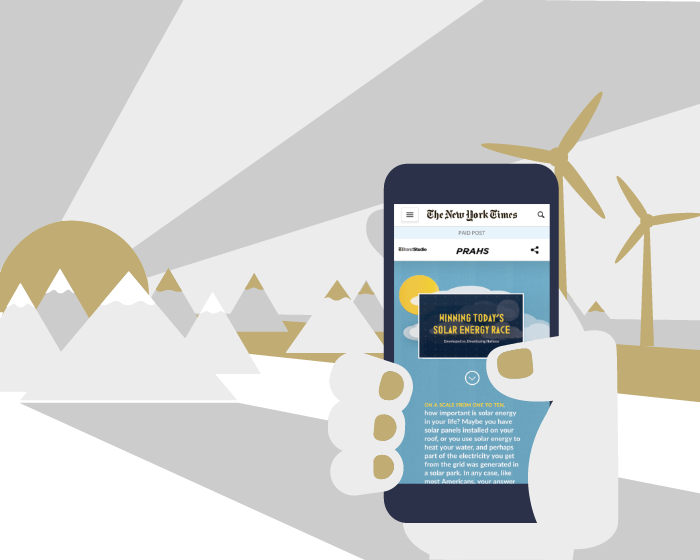 The New York Times
PAID POST
BrandStudio
PRAHS
WINNING TODAY'S
SOLAR ENERGY RACE
ON A SCALE FROM ONE TO TEN,
how important is solar energy
in your life? Maybe you have
solar panels installed on your
roof, or you use solar energy to
heat your water, and perhaps
part of the electricity you get
from the grid was generated in
a solar park. In any case, like
most Americans, your answer